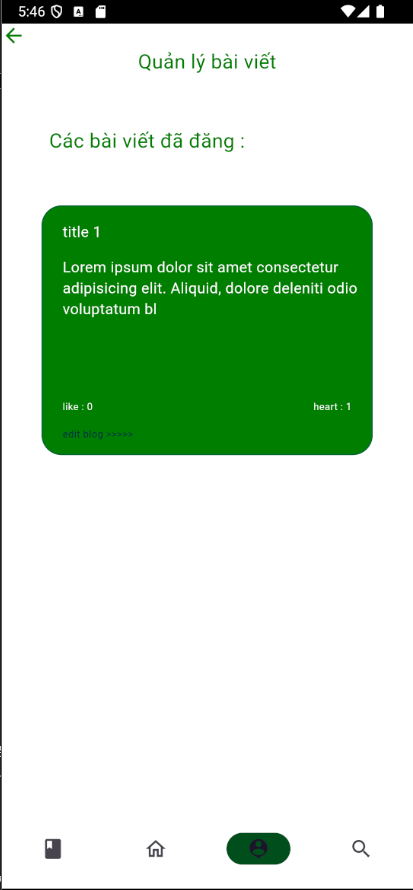 5:46
Quản lý bài viết
Các bài viết đã đăng :
title 1
Lorem ipsum dolor sit amet consectetur
adipisicing elit. Aliquid, dolore deleniti odio
voluptatum bl
like : 0
heart : 1
edit blog >>>>>